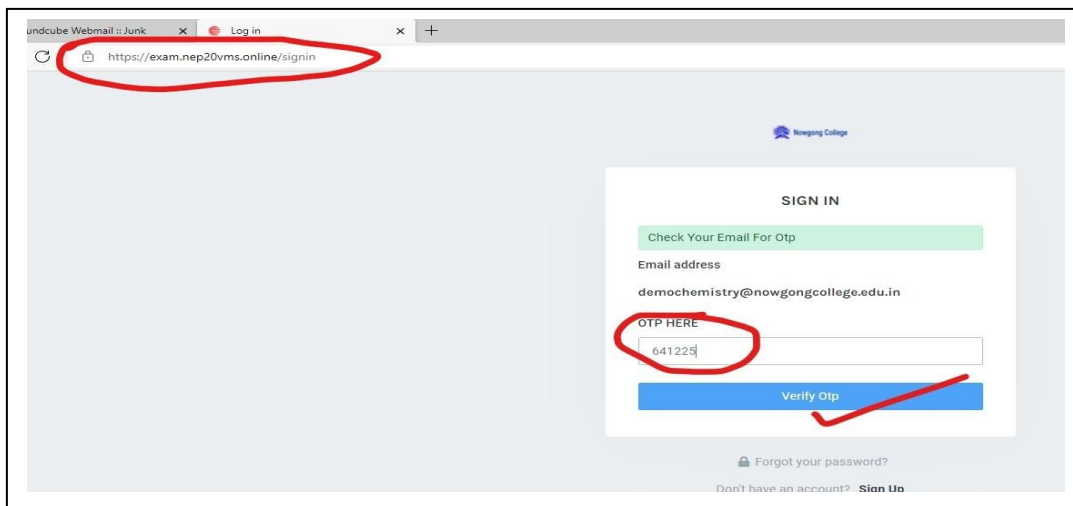 undcube Webmail :: Junk
Log in
https://exam.nep20vms.online/signin
Nowgong College
SIGN IN
Check Your Email For Otp
Email address
demochemistry@nowgongcollege.edu.in
OTP HERE
641225
Verify Otp
Forgot your password?
Don't have an account? Sign Up